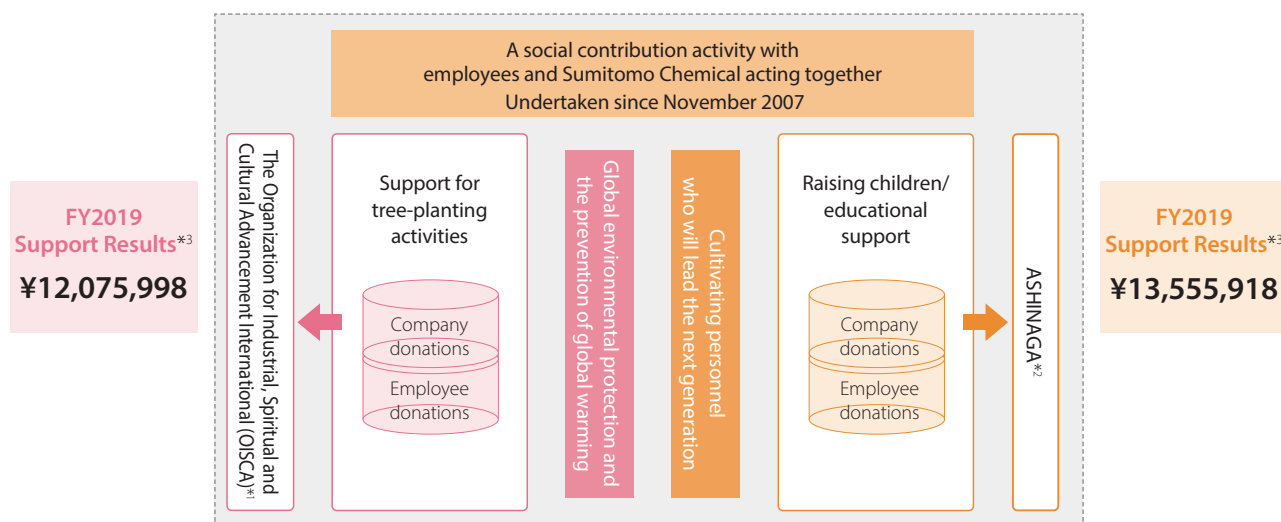 A social contribution activity with
employees and Sumitomo Chemical acting together
Undertaken since November 2007
FY2019
Support Results*3
¥12,075,998
The Organization for Industrial, Spiritual and
Cultural Advancement International (OISCA)*1
Support for
tree-planting
activities
Company
donations
Employee
donations
Global environmental protection and
the prevention of global warming
Cultivating personnel
who will lead the next generation
Raising children/
educational
support
Company
donations
Employee
donations
ASHINAGA*2
FY2019
Support Results*3
¥13,555,918